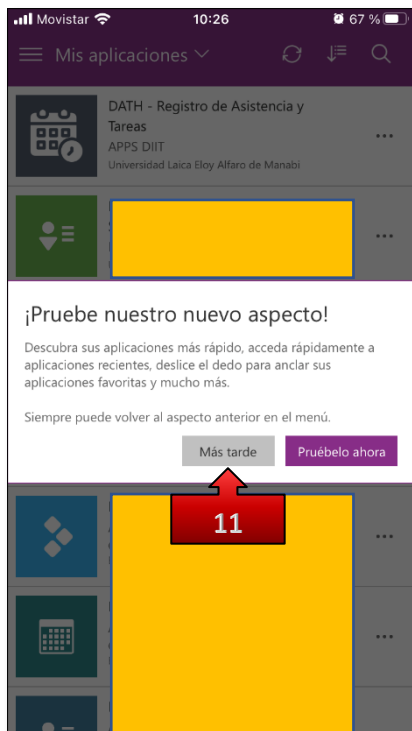 Movistar 10:26 67 %
Mis aplicaciones
DATH - Registro de Asistencia y
Tareas
APPS DIIT
Universidad Laica Eloy Alfaro de Manabi
¡Pruebe nuestro nuevo aspecto!
Descubra sus aplicaciones más rápido, acceda rápidamente a
aplicaciones recientes, deslice el dedo para anclar sus
aplicaciones favoritas y mucho más.
Siempre puede volver al aspecto anterior en el menú.
Más tarde Pruébelo ahora
11